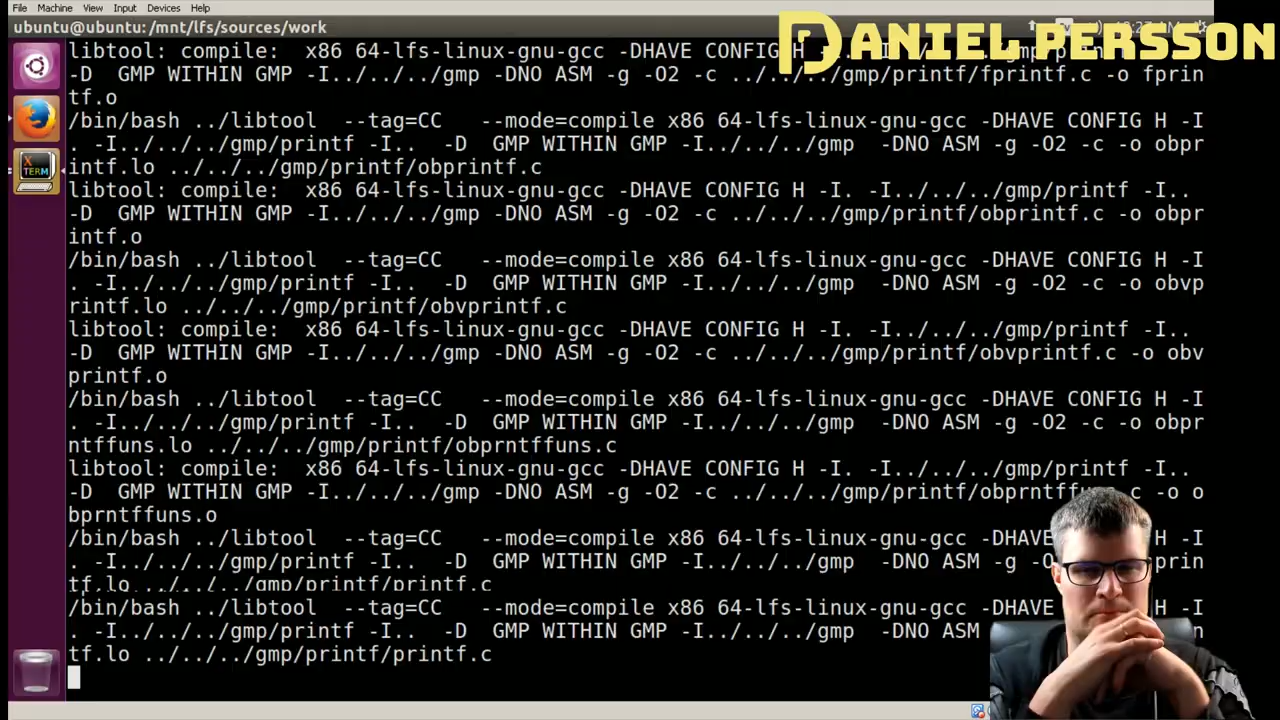 File Machine View Input Devices Help
ubuntu@ubuntu: /mnt/lfs/sources/work
DANIEL PERSSON
libtool: compile:  x86 64-lfs-linux-gnu-gcc -DHAVE CONFIG H
-D  GMP WITHIN GMP -I../../../gmp -DNO ASM -g -O2 -c ../../../gmp/printf/fprintf.c -o fprin
tf.o
/bin/bash ../libtool  --tag=CC   --mode=compile x86 64-lfs-linux-gnu-gcc -DHAVE CONFIG H -I
. -I../../../gmp/printf -I..  -D  GMP WITHIN GMP -I../../../gmp  -DNO ASM -g -O2 -c -o obpr
intf.lo ../../../gmp/printf/obprintf.c
libtool: compile:  x86 64-lfs-linux-gnu-gcc -DHAVE CONFIG H -I. -I../../../gmp/printf -I..
-D  GMP WITHIN GMP -I../../../gmp -DNO ASM -g -O2 -c ../../../gmp/printf/obprintf.c -o obpr
intf.o
/bin/bash ../libtool  --tag=CC   --mode=compile x86 64-lfs-linux-gnu-gcc -DHAVE CONFIG H -I
. -I../../../gmp/printf -I..  -D  GMP WITHIN GMP -I../../../gmp  -DNO ASM -g -O2 -c -o obvp
rintf.lo ../../../gmp/printf/obvprintf.c
libtool: compile:  x86 64-lfs-linux-gnu-gcc -DHAVE CONFIG H -I. -I../../../gmp/printf -I..
-D  GMP WITHIN GMP -I../../../gmp -DNO ASM -g -O2 -c ../../../gmp/printf/obvprintf.c -o obv
printf.o
/bin/bash ../libtool  --tag=CC   --mode=compile x86 64-lfs-linux-gnu-gcc -DHAVE CONFIG H -I
. -I../../../gmp/printf -I..  -D  GMP WITHIN GMP -I../../../gmp  -DNO ASM -g -O2 -c -o obpr
ntffuns.lo ../../../gmp/printf/obprntffuns.c
libtool: compile:  x86 64-lfs-linux-gnu-gcc -DHAVE CONFIG H -I. -I../../../gmp/printf -I..
-D  GMP WITHIN GMP -I../../../gmp -DNO ASM -g -O2 -c ../../../gmp/printf/obprntffuns.c -o o
bprntffuns.o
/bin/bash ../libtool  --tag=CC   --mode=compile x86 64-lfs-linux-gnu-gcc -DHAVE CONFIG H -I
. -I../../../gmp/printf -I..  -D  GMP WITHIN GMP -I../../../gmp  -DNO ASM -g rin
tf.lo ../../../gmp/printf/printf.c
/bin/bash ../libtool  --tag=CC   --mode=compile x86 64-lfs-linux-gnu-gcc -DHAVE H -I
. -I../../../gmp/printf -I..  -D  GMP WITHIN GMP -I../../../gmp  -DNO ASM in
tf.lo ../../../gmp/printf/printf.c